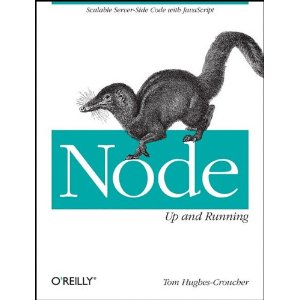 Scalable Server-Side Code with JavaScript
Node
Up and Running
O'REILLY®
Tom Hughes-Croucher